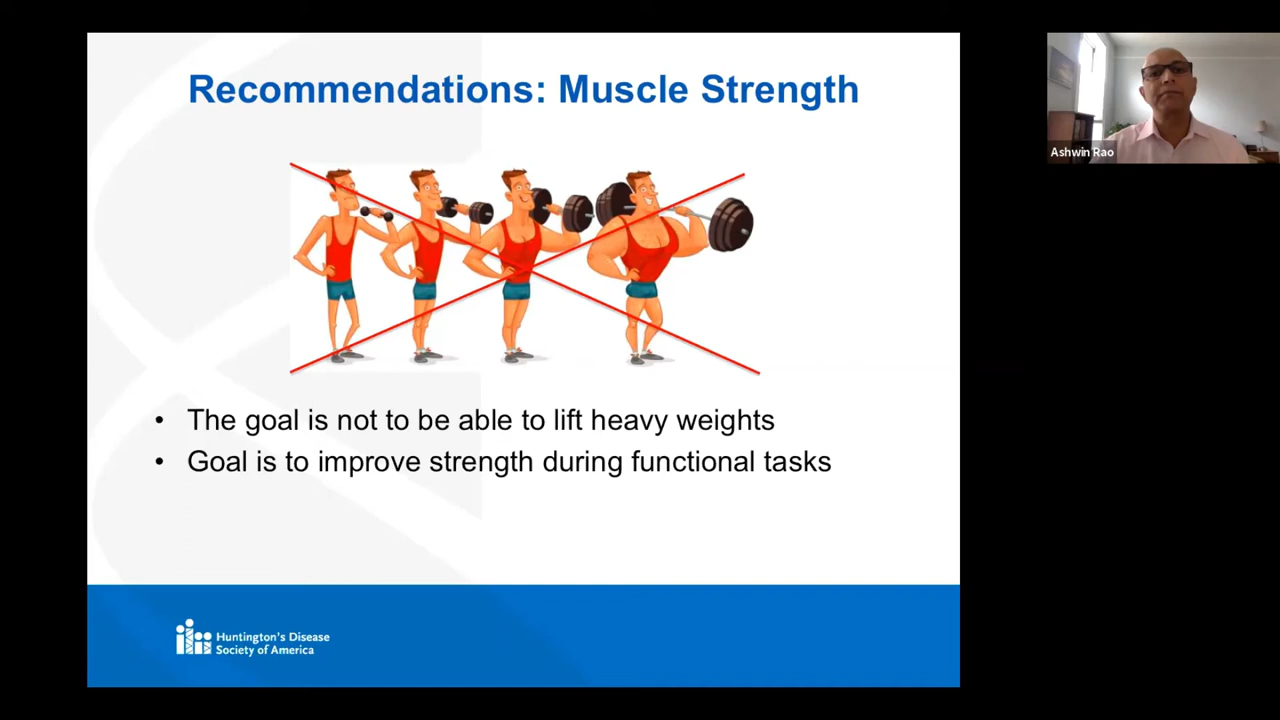 Recommendations: Muscle Strength
Ashwin Rao
• The goal is not to be able to lift heavy weights
• Goal is to improve strength during functional tasks
Huntington's Disease
Society of America